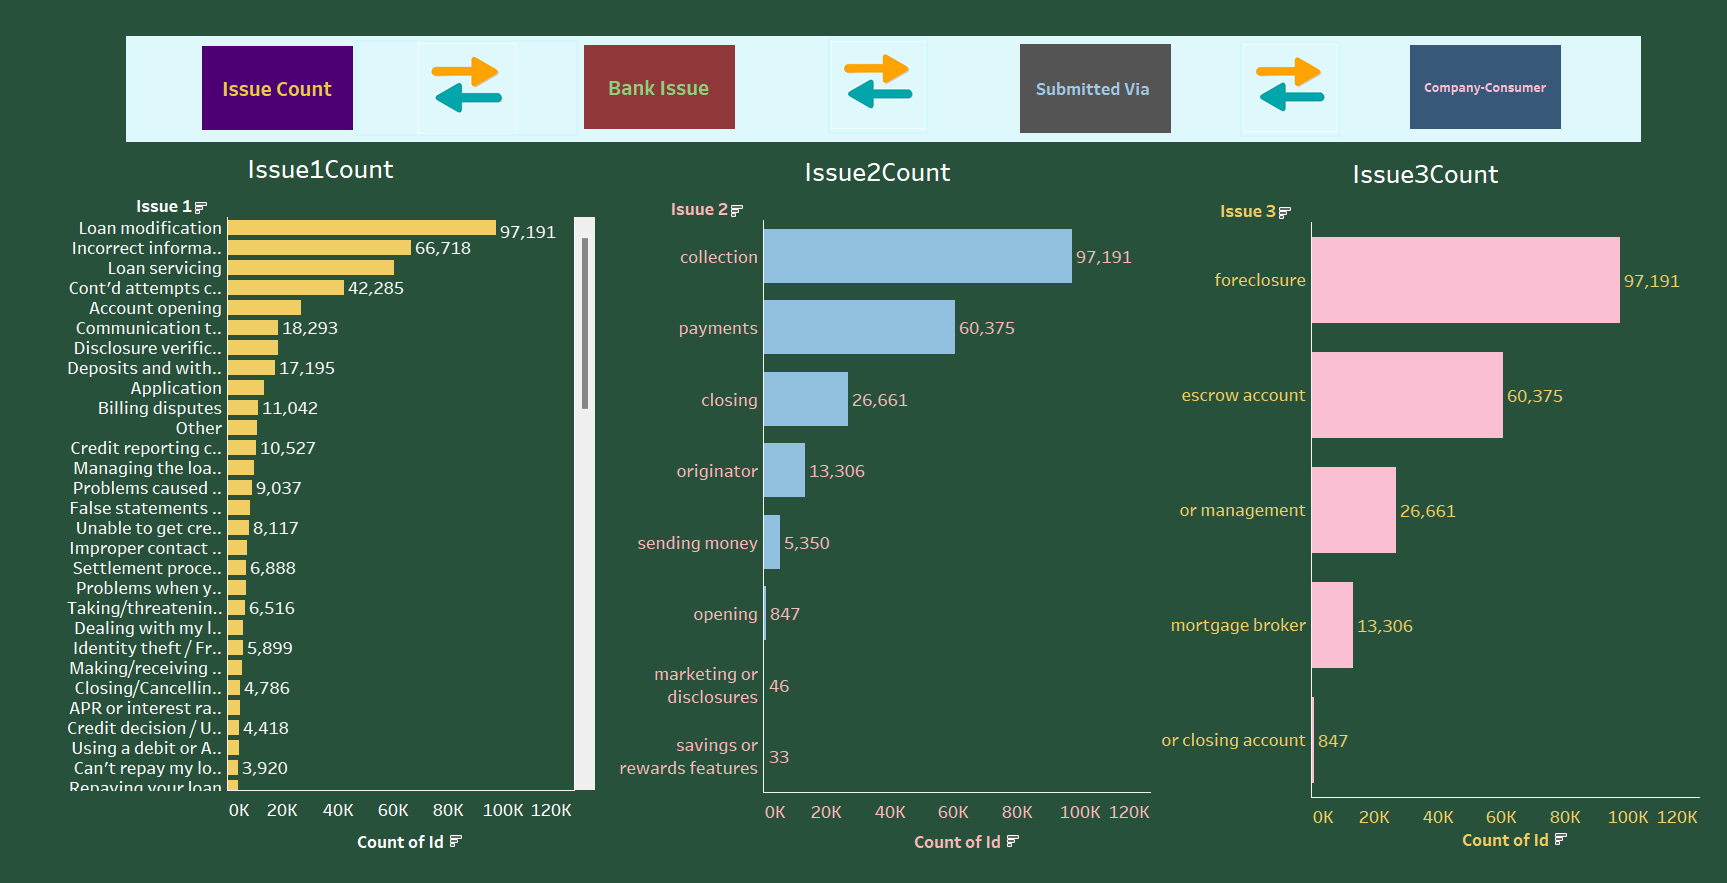 Issue Count
Bank Issue
Submitted Via
Company-Consumer
Issue1Count
Issue 1
Loan modification 97,191
Incorrect informa.. 66,718
Loan servicing
Cont'd attempts c.. 42,285
Account opening
Communication t.. 18,293
Disclosure verific..
Deposits and with.. 17,195
Application
Billing disputes 11,042
Other
Credit reporting c.. 10,527
Managing the loa..
Problems caused .. 9,037
False statements ..
Unable to get cre.. 8,117
Improper contact ..
Settlement proce.. 6,888
Problems when y..
Taking/threatenin.. 6,516
Dealing with my l..
Identity theft / Fr.. 5,899
Making/receiving ..
Closing/Cancellin.. 4,786
APR or interest ra..
Credit decision / U.. 4,418
Using a debit or A..
Can't repay my lo.. 3,920
Repaying your loan
0K 20K 40K 60K 80K 100K 120K
Count of Id
Issue2Count
Isuue 2
collection 97,191
payments 60,375
closing 26,661
originator 13,306
sending money 5,350
opening 847
marketing or
disclosures 46
savings or
rewards features 33
0K 20K 40K 60K 80K 100K 120K
Count of Id
Issue3Count
Issue 3
foreclosure 97,191
escrow account 60,375
or management 26,661
mortgage broker 13,306
or closing account 847
0K 20K 40K 60K 80K 100K 120K
Count of Id